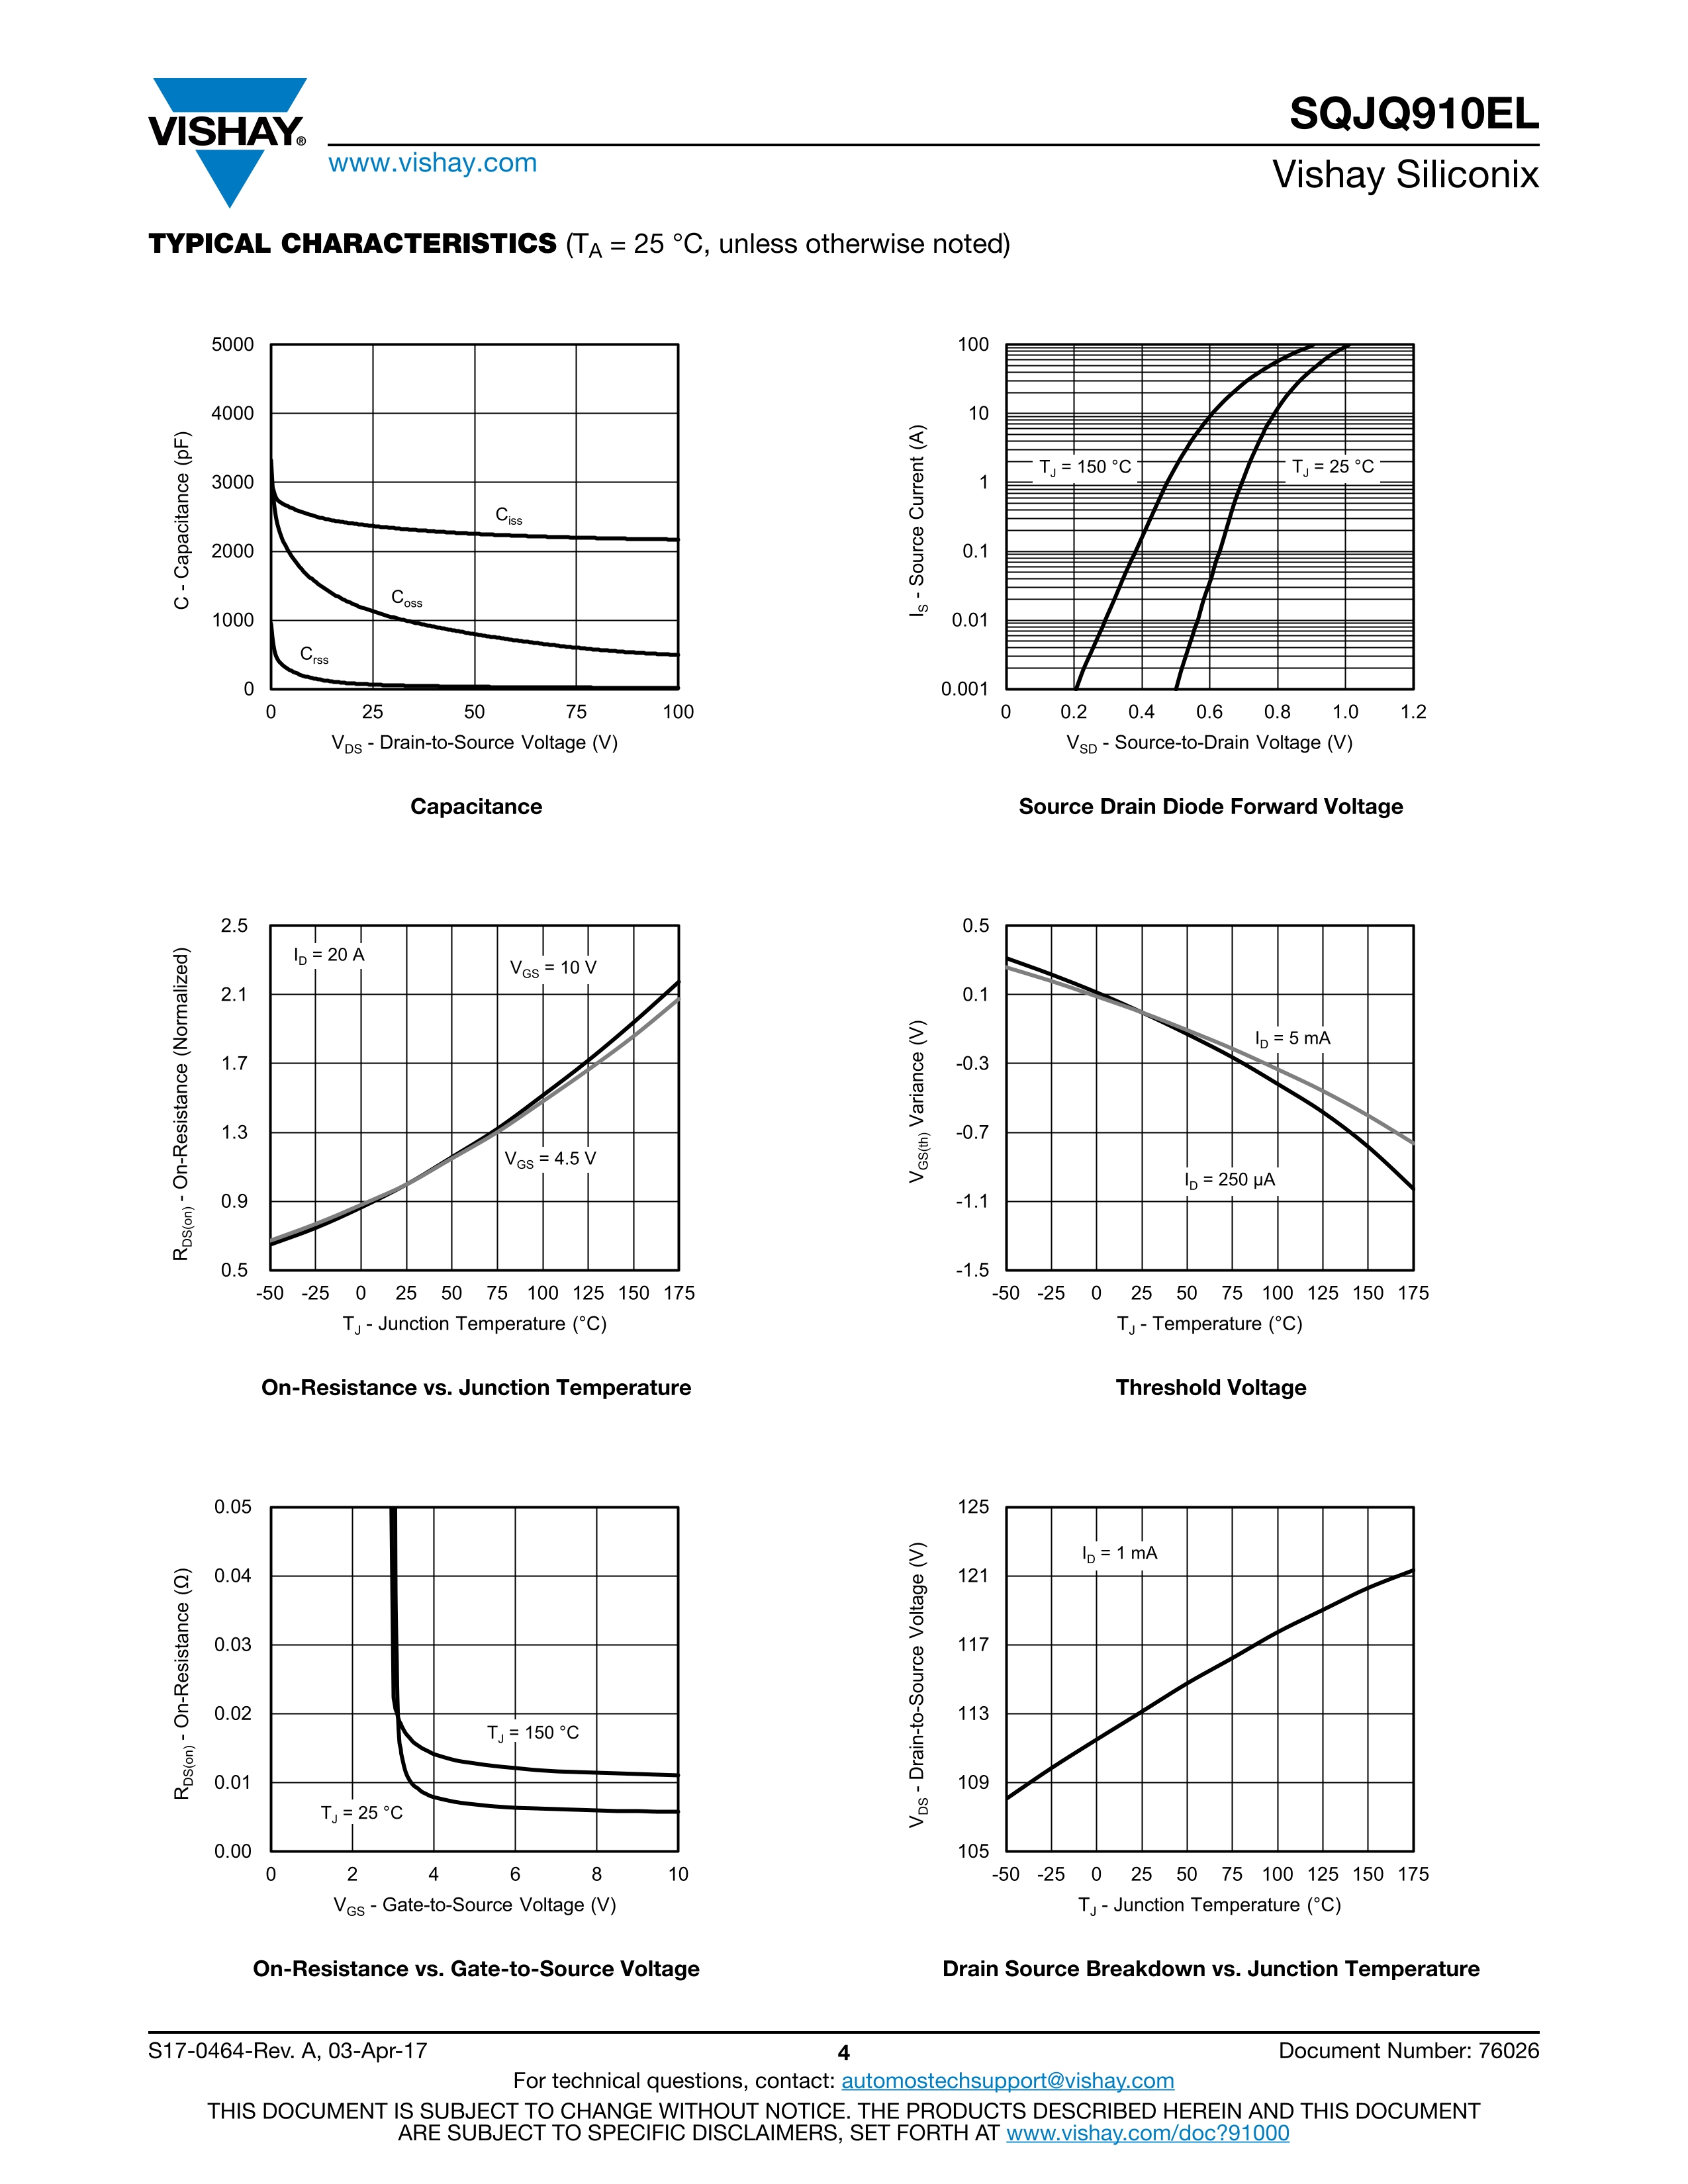 VISHAY®
www.vishay.com
SQJQ910EL
Vishay Siliconix
TYPICAL CHARACTERISTICS (TA = 25 °C, unless otherwise noted)
5000
4000
3000
2000
1000
0
0 25 50 75 100
C - Capacitance (pF)
Ciss
Coss
Crss
VDS - Drain-to-Source Voltage (V)
Capacitance
100
10
1
0.1
0.01
0.001
0 0.2 0.4 0.6 0.8 1.0 1.2
IS - Source Current (A)
TJ = 150 °C
TJ = 25 °C
VSD - Source-to-Drain Voltage (V)
Source Drain Diode Forward Voltage
2.5
2.1
1.7
1.3
0.9
0.5
-50 -25 0 25 50 75 100 125 150 175
RDS(on) - On-Resistance (Normalized)
ID = 20 A
VGS = 10 V
VGS = 4.5 V
TJ - Junction Temperature (°C)
On-Resistance vs. Junction Temperature
0.5
0.1
-0.3
-0.7
-1.1
-1.5
-50 -25 0 25 50 75 100 125 150 175
VGS(th) Variance (V)
ID = 5 mA
ID = 250 μA
TJ - Temperature (°C)
Threshold Voltage
0.05
0.04
0.03
0.02
0.01
0.00
0 2 4 6 8 10
RDS(on) - On-Resistance (Ω)
TJ = 150 °C
TJ = 25 °C
VGS - Gate-to-Source Voltage (V)
On-Resistance vs. Gate-to-Source Voltage
125
121
117
113
109
105
-50 -25 0 25 50 75 100 125 150 175
VDS - Drain-to-Source Voltage (V)
ID = 1 mA
TJ - Junction Temperature (°C)
Drain Source Breakdown vs. Junction Temperature
S17-0464-Rev. A, 03-Apr-17
4
Document Number: 76026
For technical questions, contact: automostechsupport@vishay.com
THIS DOCUMENT IS SUBJECT TO CHANGE WITHOUT NOTICE. THE PRODUCTS DESCRIBED HEREIN AND THIS DOCUMENT
ARE SUBJECT TO SPECIFIC DISCLAIMERS, SET FORTH AT www.vishay.com/doc?91000